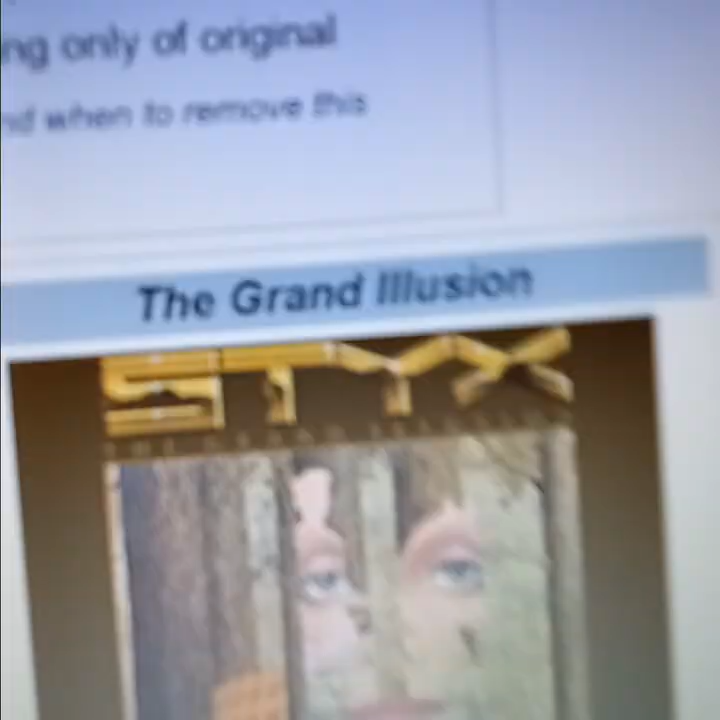 ng only of original
nd when to remove this
The Grand Illusion
STYX